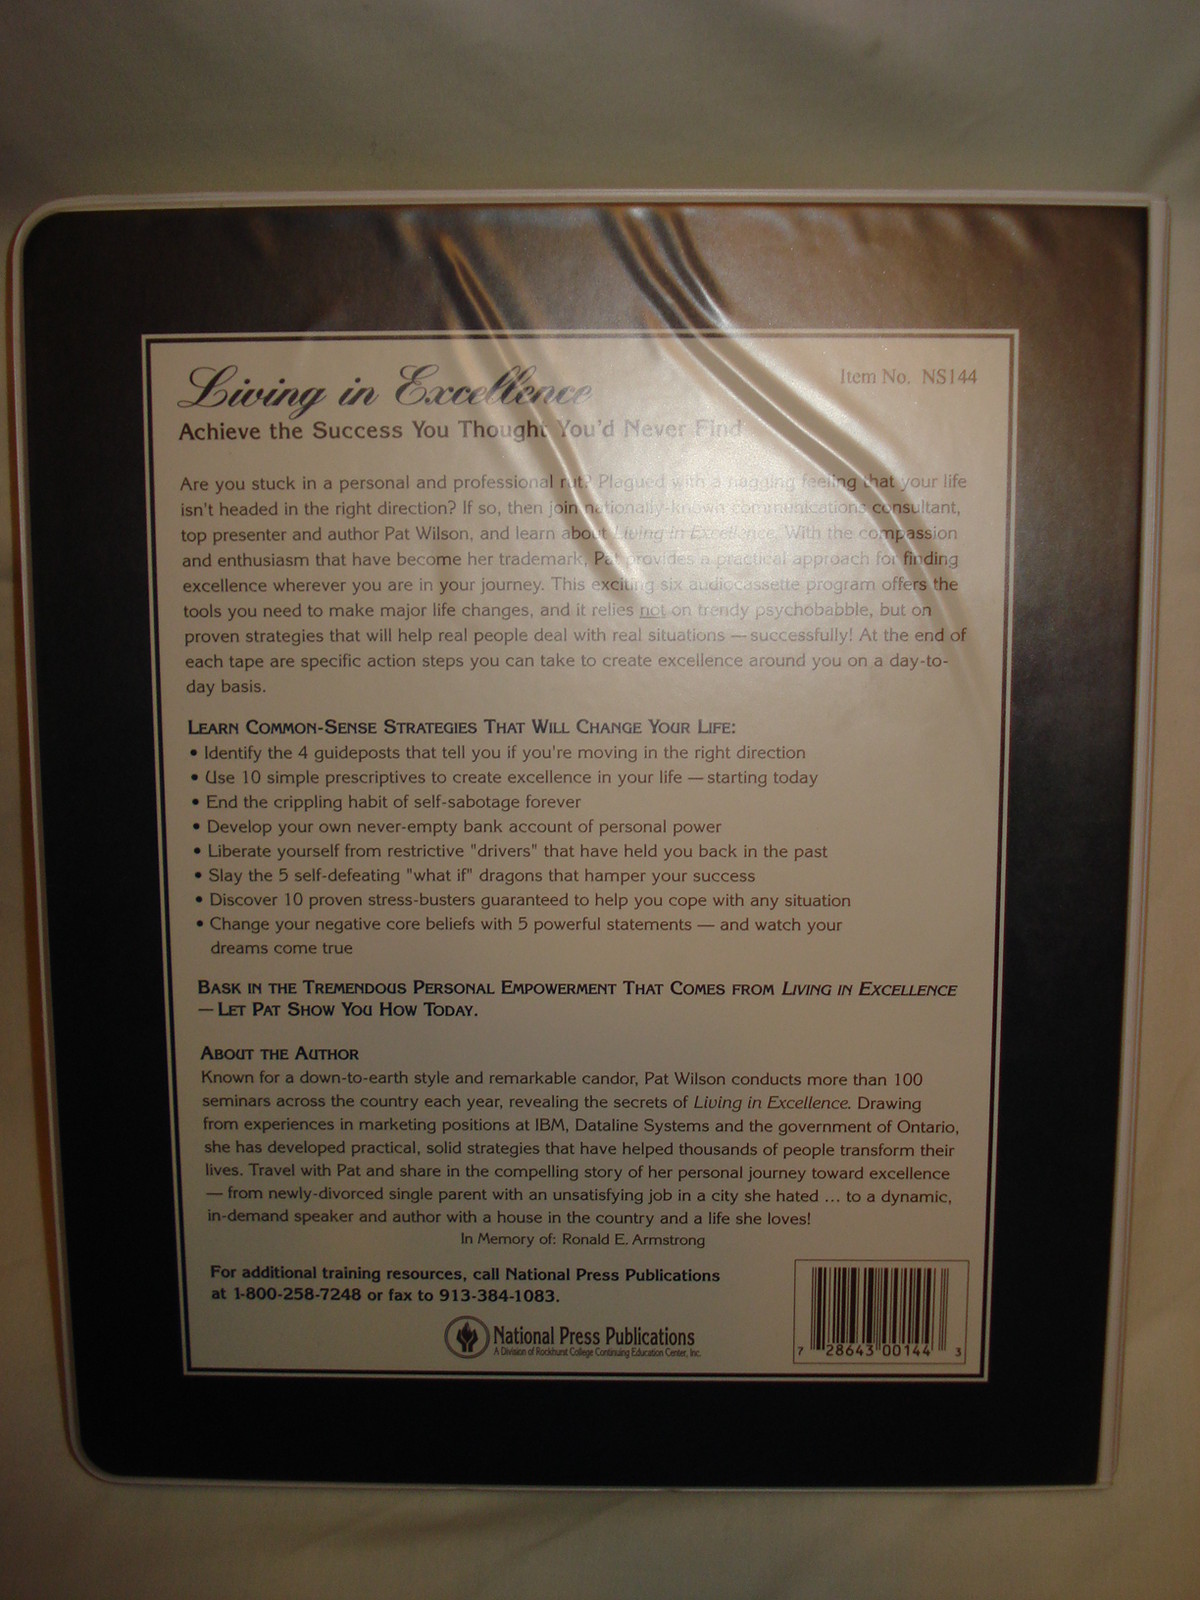 Living in Excellence
Item No. NS144
Achieve the Success You Thought You'd Never Find
Are you stuck in a personal and professional rut? Plagued with a nagging feeling that your life
isn't headed in the right direction? If so, then join nationally-known communications consultant,
top presenter and author Pat Wilson, and learn about Living in Excellence. With the compassion
and enthusiasm that have become her trademark, Pat provides a practical approach for finding
excellence wherever you are in your journey. This exciting six audiocassette program offers the
tools you need to make major life changes, and it relies not on trendy psychobabble, but on
proven strategies that will help real people deal with real situations — successfully! At the end of
each tape are specific action steps you can take to create excellence around you on a day-to-
day basis.
LEARN COMMON-SENSE STRATEGIES THAT WILL CHANGE YOUR LIFE:
• Identify the 4 guideposts that tell you if you're moving in the right direction
• Use 10 simple prescriptives to create excellence in your life — starting today
• End the crippling habit of self-sabotage forever
• Develop your own never-empty bank account of personal power
• Liberate yourself from restrictive "drivers" that have held you back in the past
• Slay the 5 self-defeating "what if" dragons that hamper your success
• Discover 10 proven stress-busters guaranteed to help you cope with any situation
• Change your negative core beliefs with 5 powerful statements — and watch your
dreams come true
BASK IN THE TREMENDOUS PERSONAL EMPOWERMENT THAT COMES FROM LIVING IN EXCELLENCE
— LET PAT SHOW YOU HOW TODAY.
ABOUT THE AUTHOR
Known for a down-to-earth style and remarkable candor, Pat Wilson conducts more than 100
seminars across the country each year, revealing the secrets of Living in Excellence. Drawing
from experiences in marketing positions at IBM, Dataline Systems and the government of Ontario,
she has developed practical, solid strategies that have helped thousands of people transform their
lives. Travel with Pat and share in the compelling story of her personal journey toward excellence
— from newly-divorced single parent with an unsatisfying job in a city she hated ... to a dynamic,
in-demand speaker and author with a house in the country and a life she loves!
In Memory of: Ronald E. Armstrong
For additional training resources, call National Press Publications
at 1-800-258-7248 or fax to 913-384-1083.
National Press Publications
A Division of Rockhurst College Continuing Education Center, Inc.
7 28643 00144 3